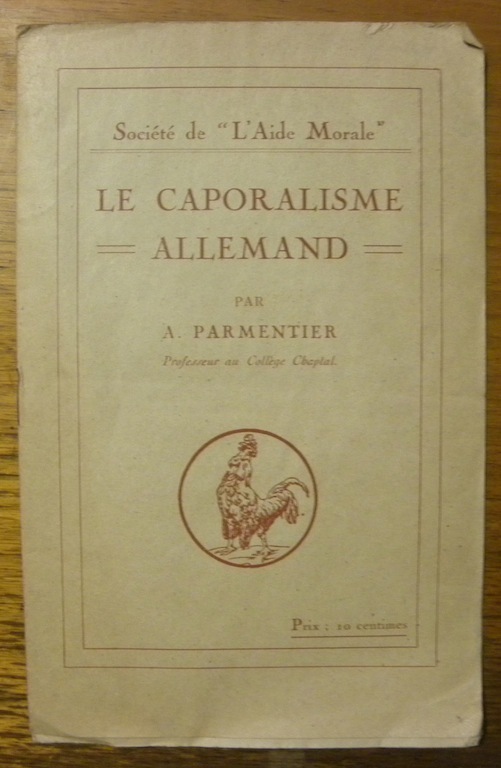 Société de "L'Aide Morale"
LE CAPORALISME
ALLEMAND
PAR
A. PARMENTIER
Professeur au Collège Chaptal.
Prix : 10 centimes